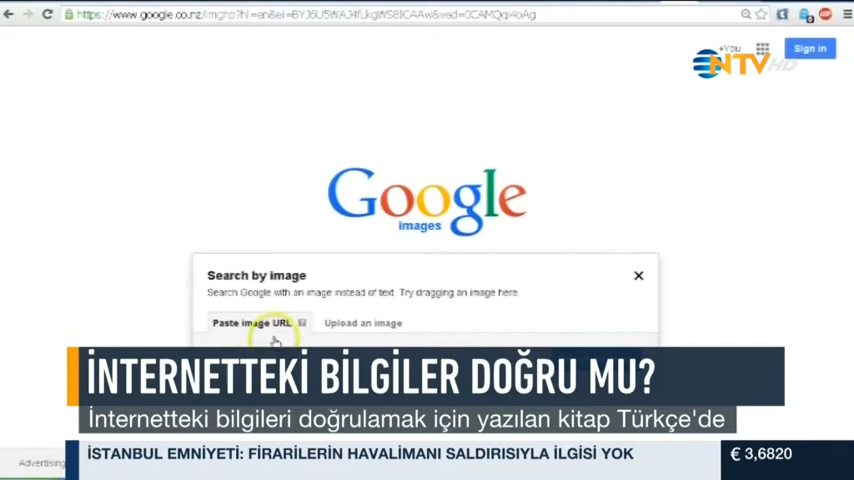 +You
Sign in
NTV HD
Google
images
Search by image
Search Google with an image instead of text. Try dragging an image here.
Paste image URL
Upload an image
İNTERNETTEKİ BİLGİLER DOĞRU MU?
İnternetteki bilgileri doğrulamak için yazılan kitap Türkçe'de
Advertising
İSTANBUL EMNİYETİ: FİRARİLERİN HAVALİMANI SALDIRISIYLA İLGİSİ YOK
€ 3,6820